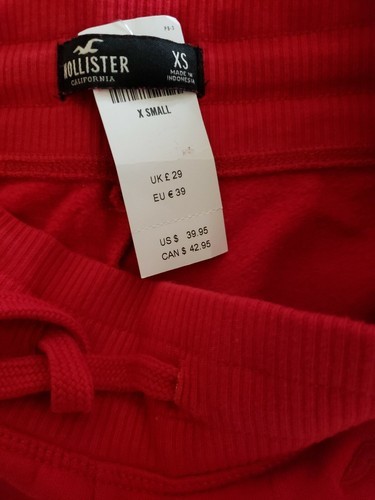 HOLLISTER
CALIFORNIA
XS
MADE IN
INDONESIA
X SMALL
UK £ 29
EU € 39
US $ 39.95
CAN $ 42.95